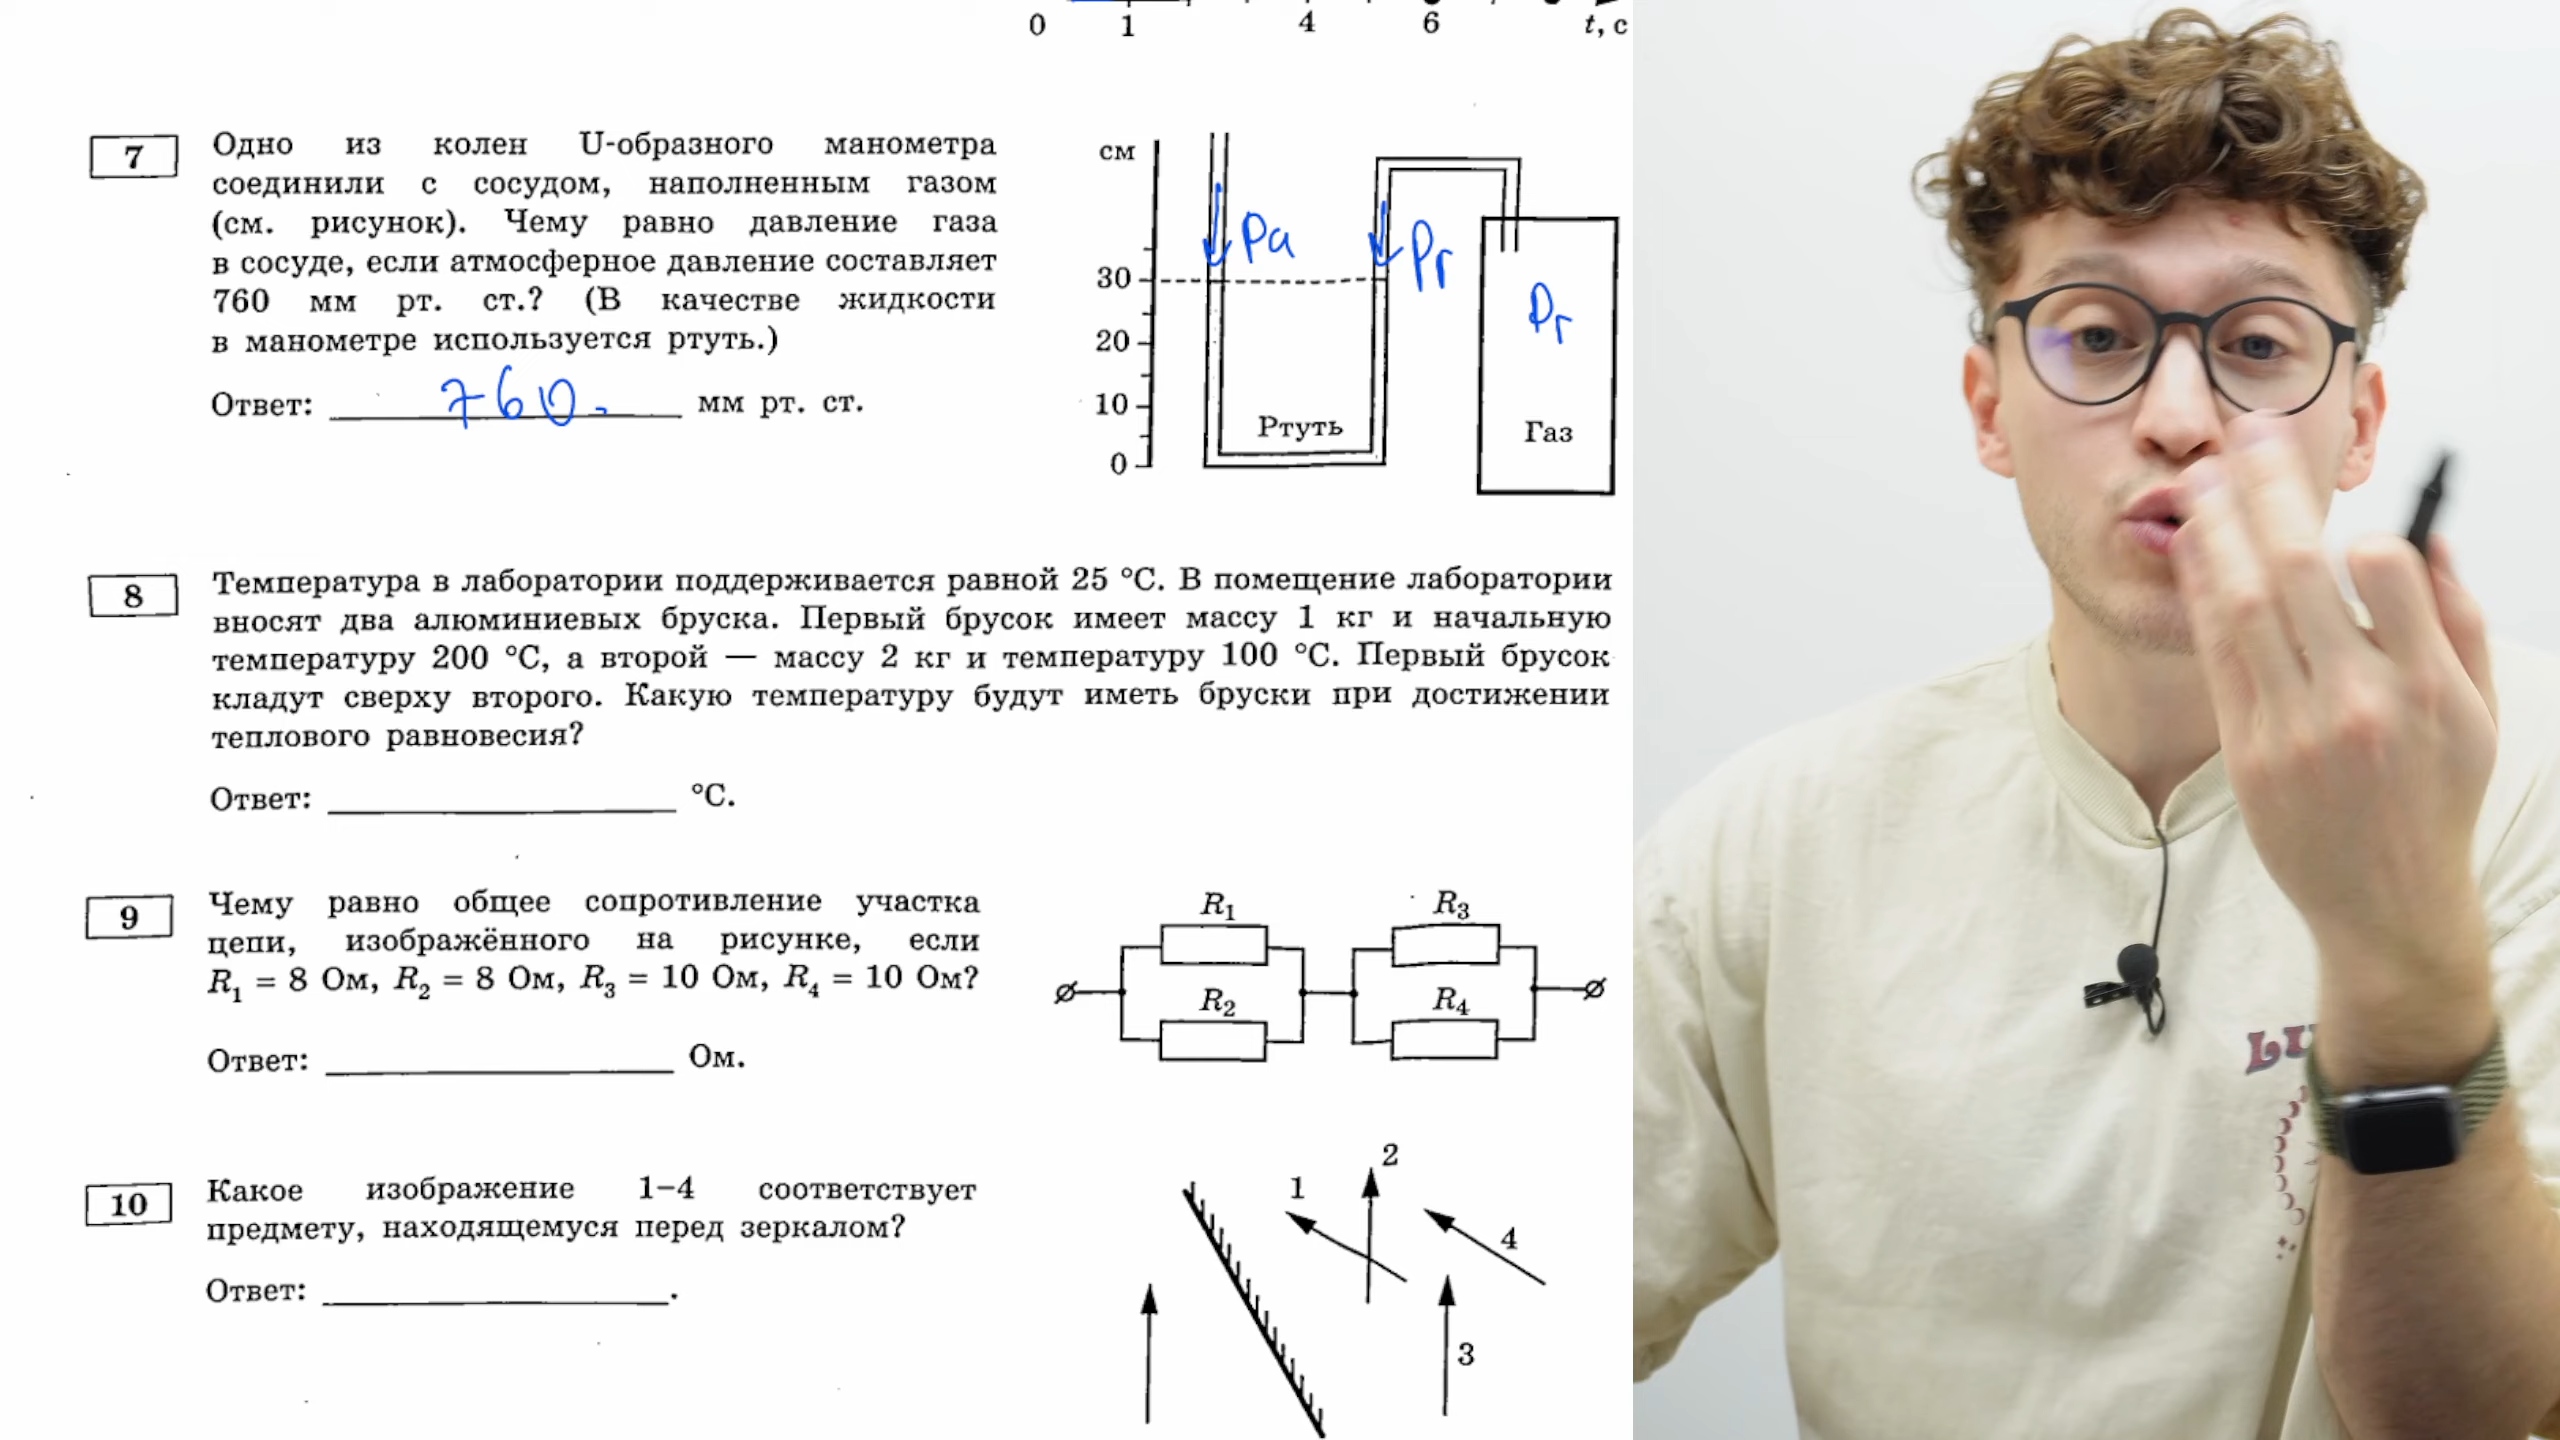 0 1 4 6 t, с
7
Одно из колен U-образного манометра
соединили с сосудом, наполненным газом
(см. рисунок). Чему равно давление газа
в сосуде, если атмосферное давление составляет
760 мм рт. ст.? (В качестве жидкости
в манометре используется ртуть.)
Ответ: 760. мм рт. ст.
см
30
20
10
0
Pа
Pг
Pг
Ртуть
Газ
8
Температура в лаборатории поддерживается равной 25 °С. В помещение лаборатории
вносят два алюминиевых бруска. Первый брусок имеет массу 1 кг и начальную
температуру 200 °С, а второй — массу 2 кг и температуру 100 °С. Первый брусок
кладут сверху второго. Какую температуру будут иметь бруски при достижении
теплового равновесия?
Ответ: °С.
9
Чему равно общее сопротивление участка
цепи, изображённого на рисунке, если
R₁ = 8 Ом, R₂ = 8 Ом, R₃ = 10 Ом, R₄ = 10 Ом?
Ответ: Ом.
R₁ R₃
R₂ R₄
10
Какое изображение 1–4 соответствует
предмету, находящемуся перед зеркалом?
Ответ: .
2
1
4
3